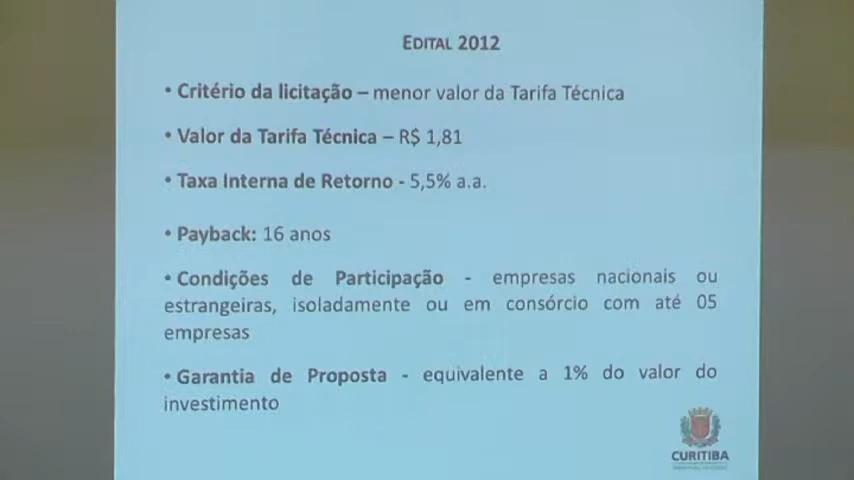 EDITAL 2012
• Critério da licitação – menor valor da Tarifa Técnica
• Valor da Tarifa Técnica – R$ 1,81
• Taxa Interna de Retorno - 5,5% a.a.
• Payback: 16 anos
• Condições de Participação - empresas nacionais ou
estrangeiras, isoladamente ou em consórcio com até 05
empresas
• Garantia de Proposta - equivalente a 1% do valor do
investimento
CURITIBA